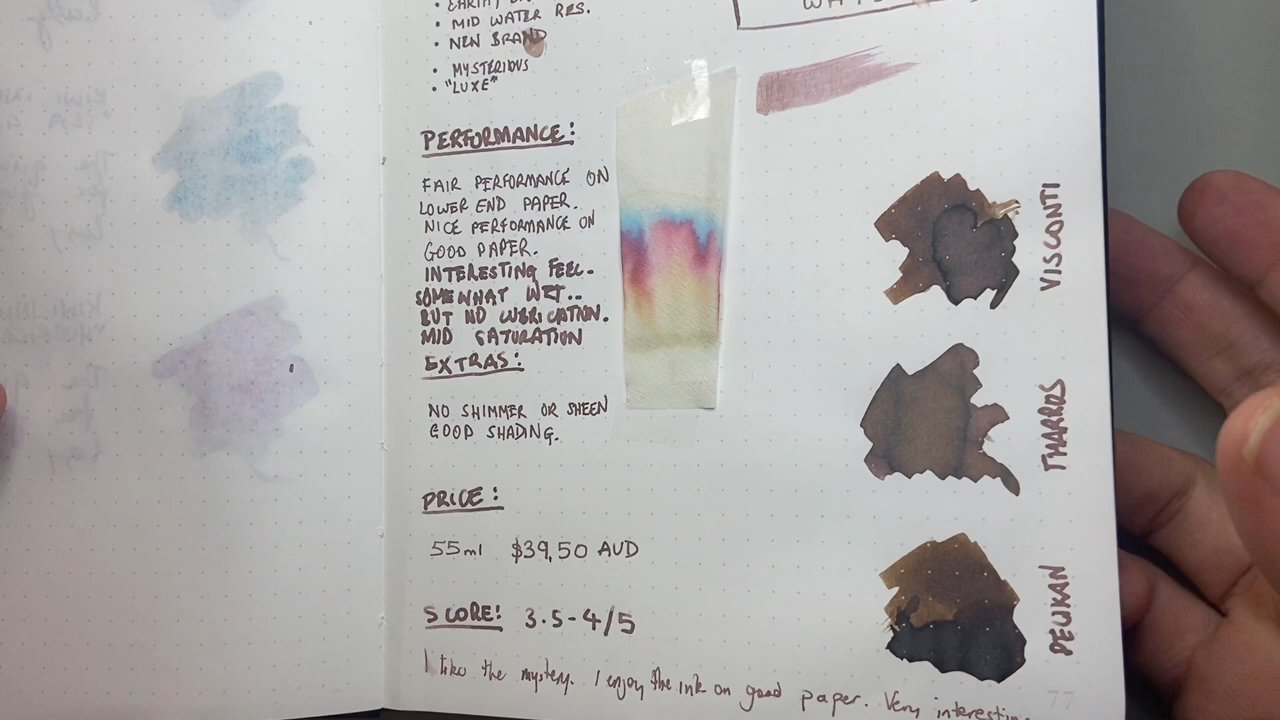 • MID WATER RES.
• NEW BRAND
• MYSTERIOUS
• "LUXE"
PERFORMANCE:
FAIR PERFORMANCE ON
LOWER END PAPER.
NICE PERFORMANCE ON
GOOD PAPER.
INTERESTING FEEL.
SOMEWHAT WET..
BUT NO LUBRICATION.
MID SATURATION
EXTRAS:
NO SHIMMER OR SHEEN
GOOD SHADING.
PRICE:
55ml $39,50 AUD
SCORE! 3.5-4/5
I like the mystery. I enjoy the ink on good paper. Very interesting
VISCONTI
THARROS
PELIKAN
77